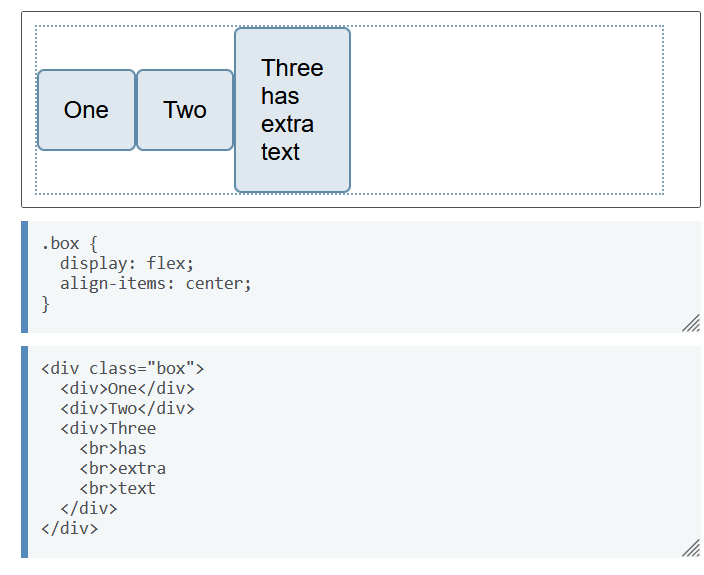 One
Two
Three
has
extra
text
.box {
  display: flex;
  align-items: center;
}
<div class="box">
  <div>One</div>
  <div>Two</div>
  <div>Three
    <br>has
    <br>extra
    <br>text
  </div>
</div>